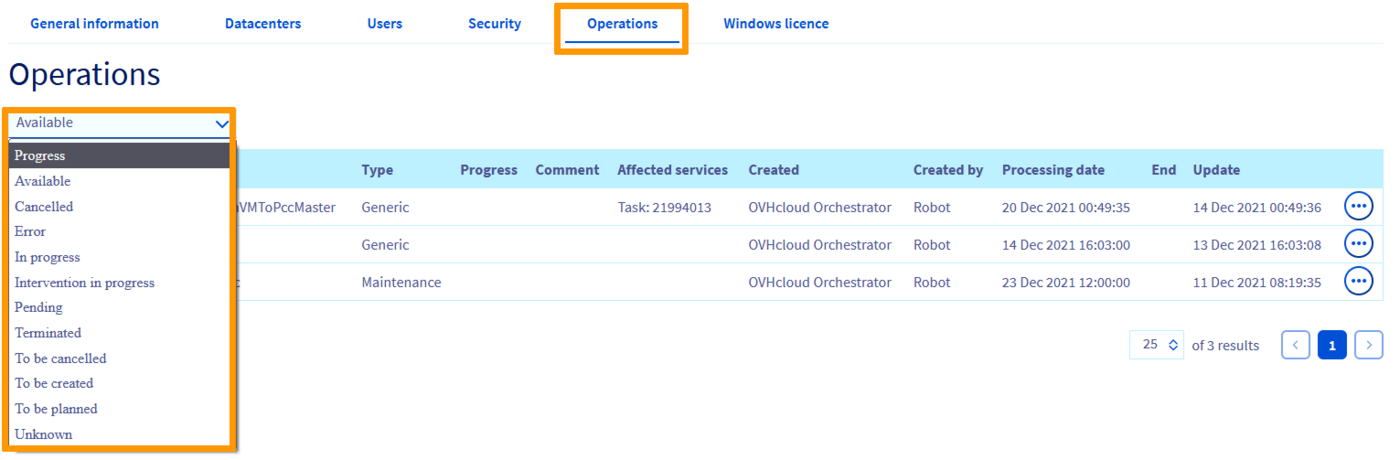 General information Datacenters Users Security Operations Windows licence
Operations
Available
Progress
Available
Cancelled
Error
In progress
Intervention in progress
Pending
Terminated
To be cancelled
To be created
To be planned
Unknown
Type Progress Comment Affected services Created Created by Processing date End Update
VMToPccMaster Generic Task: 21994013 OVHcloud Orchestrator Robot 20 Dec 2021 00:49:35 14 Dec 2021 00:49:36
Generic OVHcloud Orchestrator Robot 14 Dec 2021 16:03:00 13 Dec 2021 16:03:08
Maintenance OVHcloud Orchestrator Robot 23 Dec 2021 12:00:00 11 Dec 2021 08:19:35
25 of 3 results 1